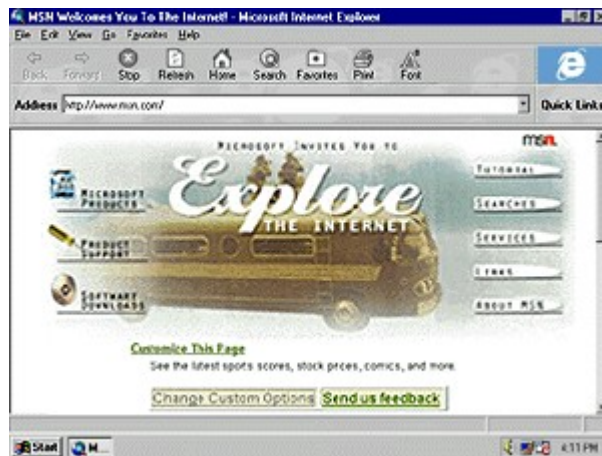 MSN Welcomes You To The Internet! - Microsoft Internet Explorer
File Edit View Go Favorites Help
Back Forward Stop Refresh Home Search Favorites Print Font
Address http://www.msn.com/ Quick Links
Microsoft Invites You to
msn
Explore
THE INTERNET
Microsoft Products
Product Support
Software Downloads
Tutorial
Searches
Services
Links
About MSN
Customize This Page
See the latest sports scores, stock prices, comics, and more.
Change Custom Options Send us feedback
Start M... 4:11 PM